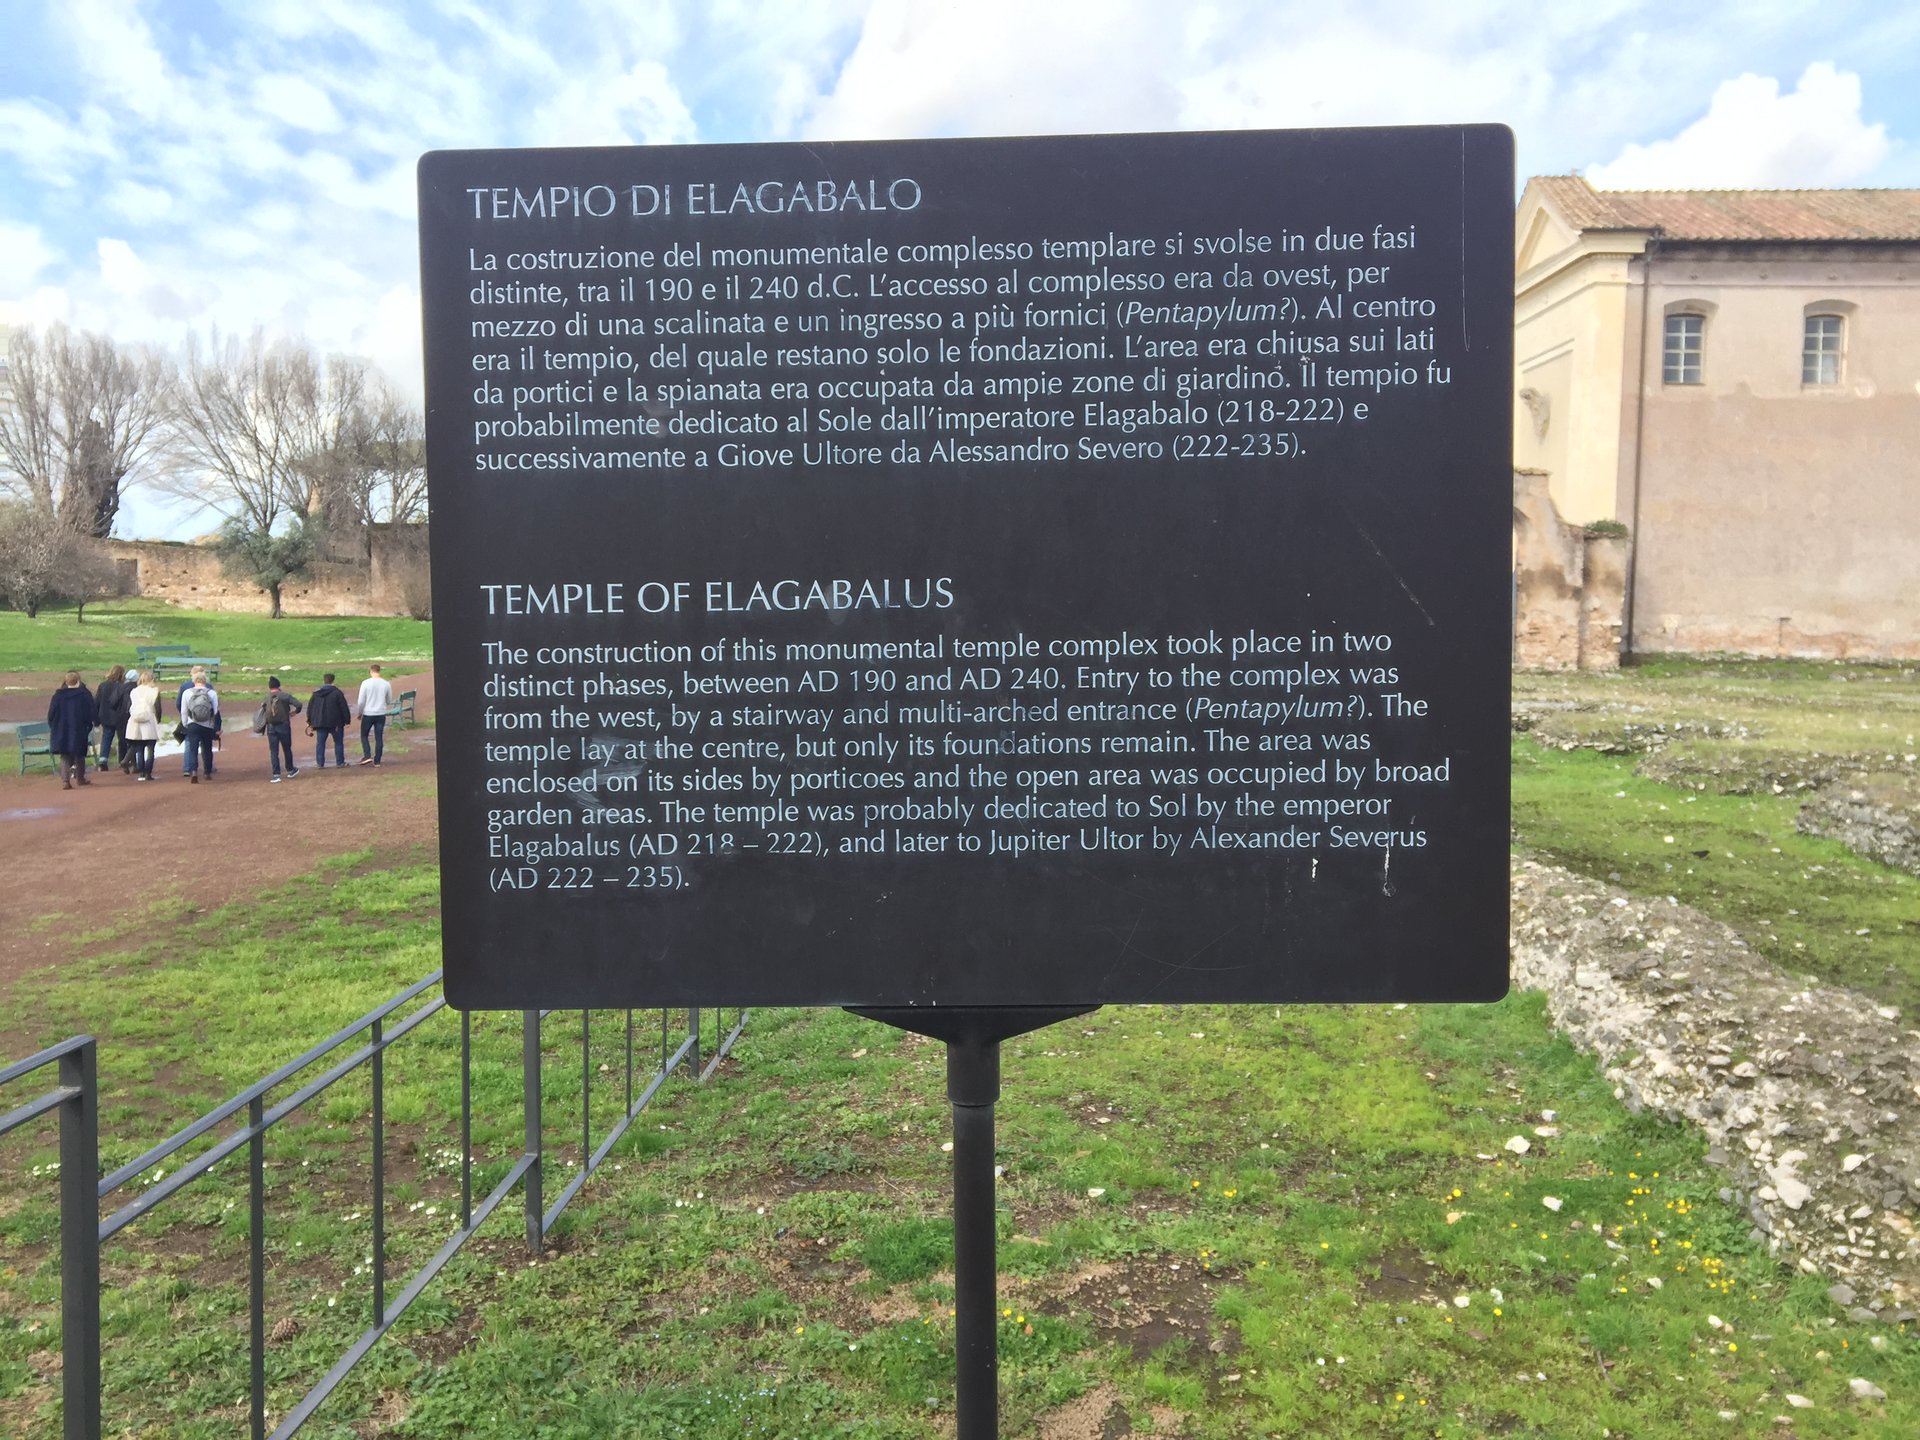 TEMPIO DI ELAGABALO
La costruzione del monumentale complesso templare si svolse in due fasi
distinte, tra il 190 e il 240 d.C. L'accesso al complesso era da ovest, per
mezzo di una scalinata e un ingresso a più fornici (Pentapylum?). Al centro
era il tempio, del quale restano solo le fondazioni. L'area era chiusa sui lati
da portici e la spianata era occupata da ampie zone di giardino. Il tempio fu
probabilmente dedicato al Sole dall'imperatore Elagabalo (218-222) e
successivamente a Giove Ultore da Alessandro Severo (222-235).
TEMPLE OF ELAGABALUS
The construction of this monumental temple complex took place in two
distinct phases, between AD 190 and AD 240. Entry to the complex was
from the west, by a stairway and multi-arched entrance (Pentapylum?). The
temple lay at the centre, but only its foundations remain. The area was
enclosed on its sides by porticoes and the open area was occupied by broad
garden areas. The temple was probably dedicated to Sol by the emperor
Elagabalus (AD 218 – 222), and later to Jupiter Ultor by Alexander Severus
(AD 222 – 235).